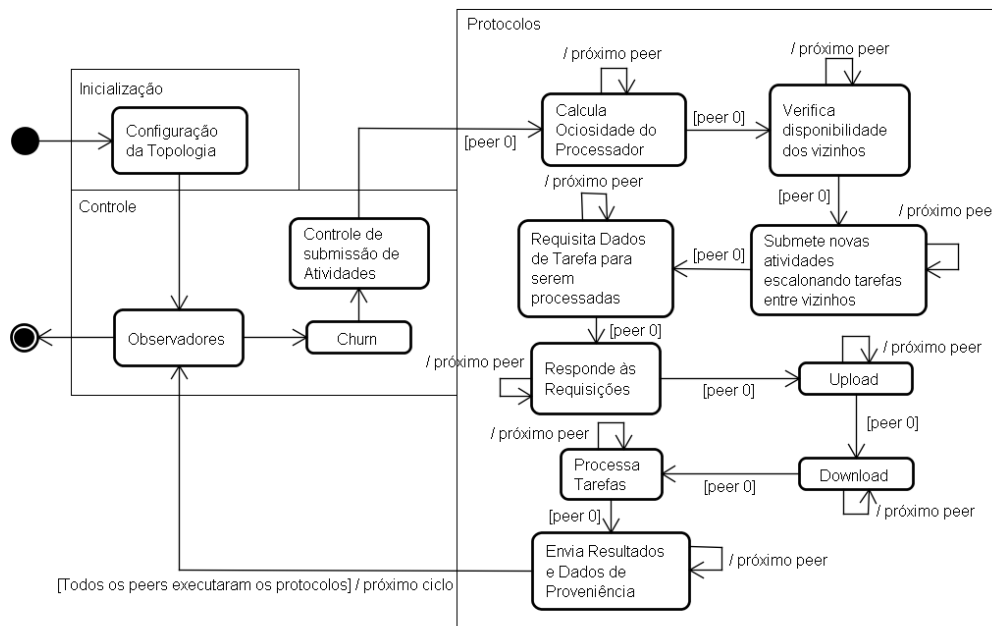 Protocolos
/ próximo peer
/ próximo peer
Inicialização
Configuração
da Topologia
Calcula
Ociosidade do
Processador
[peer 0]
[peer 0]
Verifica
disponibilidade
dos vizinhos
/ próximo peer
[peer 0]
Controle
/ próximo pee
Controle de
submissão de
Atividades
Requisita Dados
de Tarefa para
serem
processadas
[peer 0]
Submete novas
atividades
escalonando tarefas
entre vizinhos
Observadores
Churn
[peer 0]
/ próximo peer
Responde às
Requisições
[peer 0]
/ próximo peer
Upload
[peer 0]
/ próximo peer
Processa
Tarefas
[peer 0]
Download
/ próximo peer
[peer 0]
Envia Resultados
e Dados de
Proveniência
/ próximo peer
[Todos os peers executaram os protocolos] / próximo ciclo